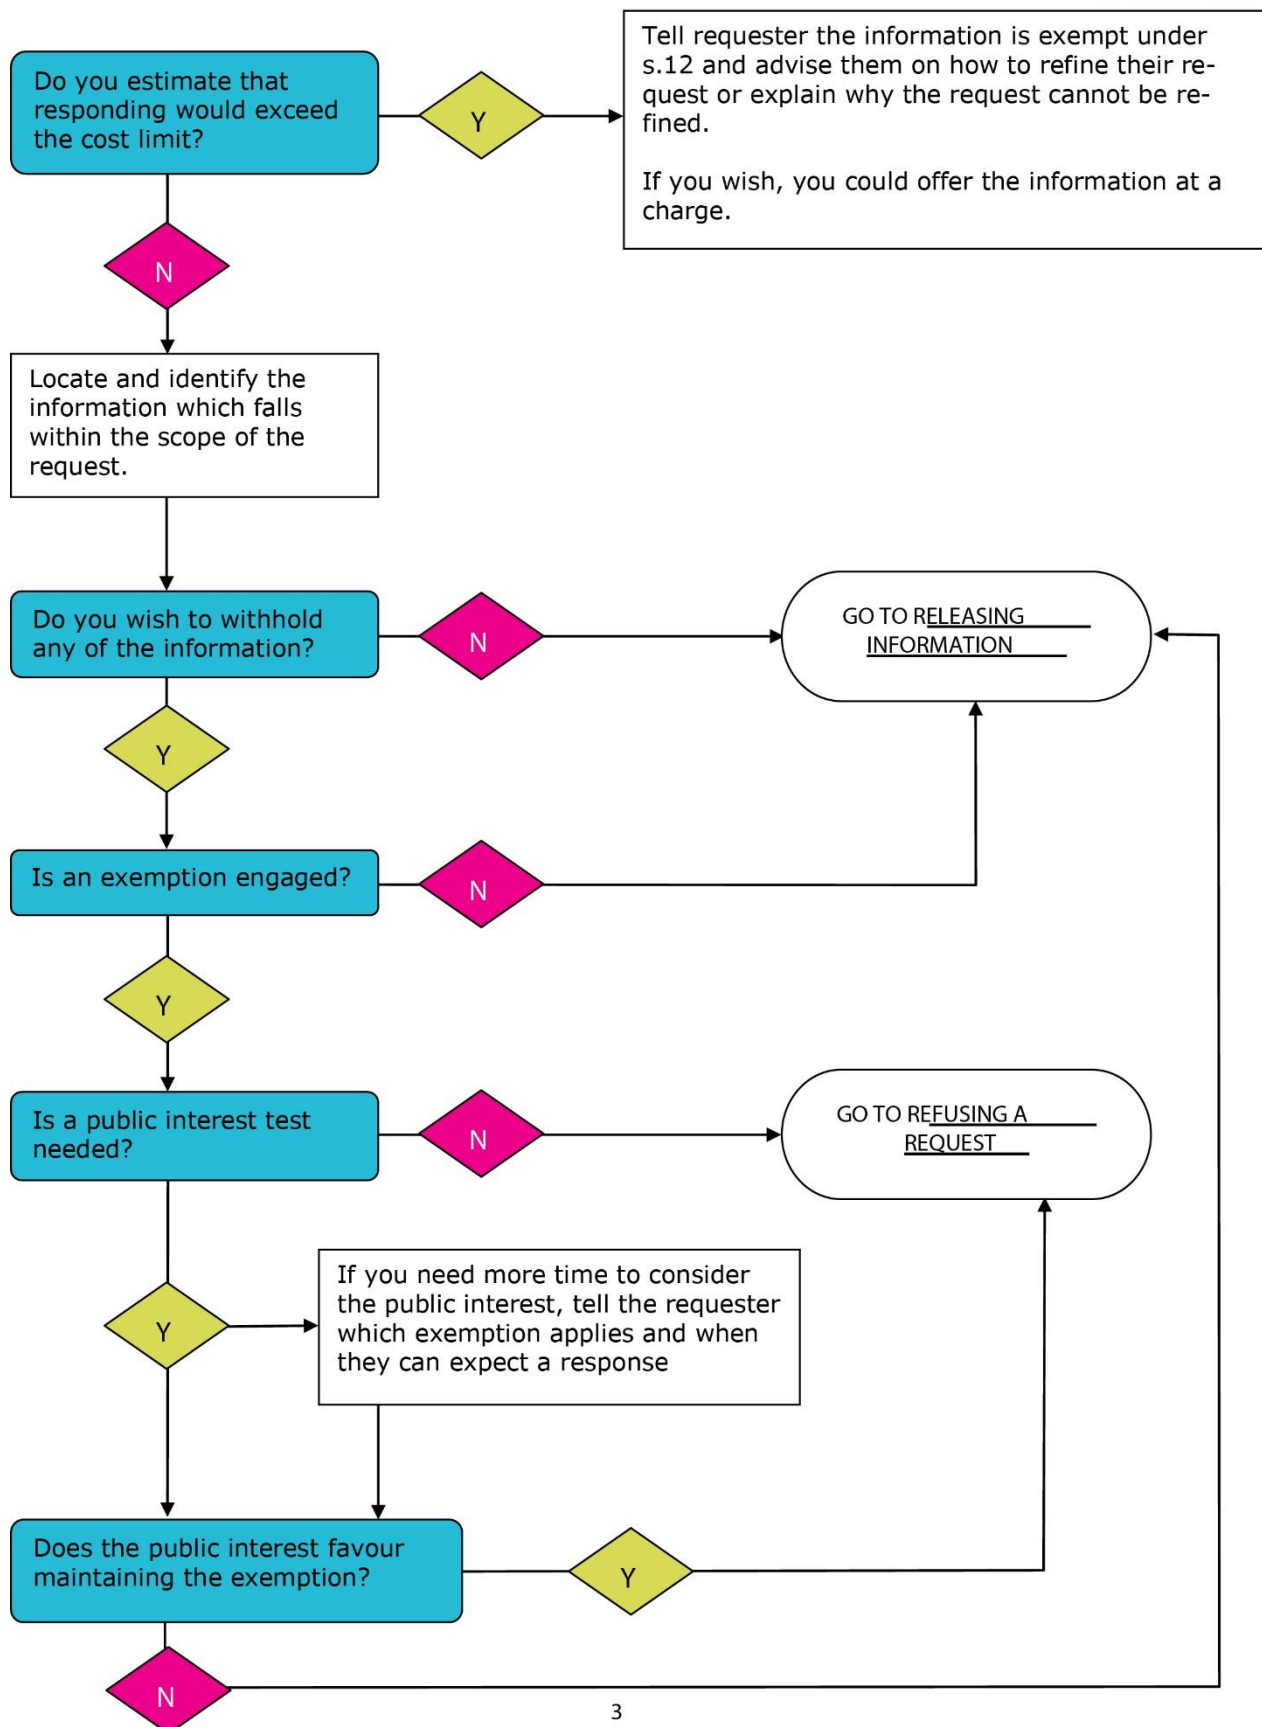 Do you estimate that
responding would exceed
the cost limit?
Y
Tell requester the information is exempt under
s.12 and advise them on how to refine their re-
quest or explain why the request cannot be re-
fined.
If you wish, you could offer the information at a
charge.
N
Locate and identify the
information which falls
within the scope of the
request.
Do you wish to withhold
any of the information?
N
GO TO RELEASING
INFORMATION
Y
Is an exemption engaged?
N
Y
Is a public interest test
needed?
N
GO TO REFUSING A
REQUEST
Y
If you need more time to consider
the public interest, tell the requester
which exemption applies and when
they can expect a response
Does the public interest favour
maintaining the exemption?
Y
N
3